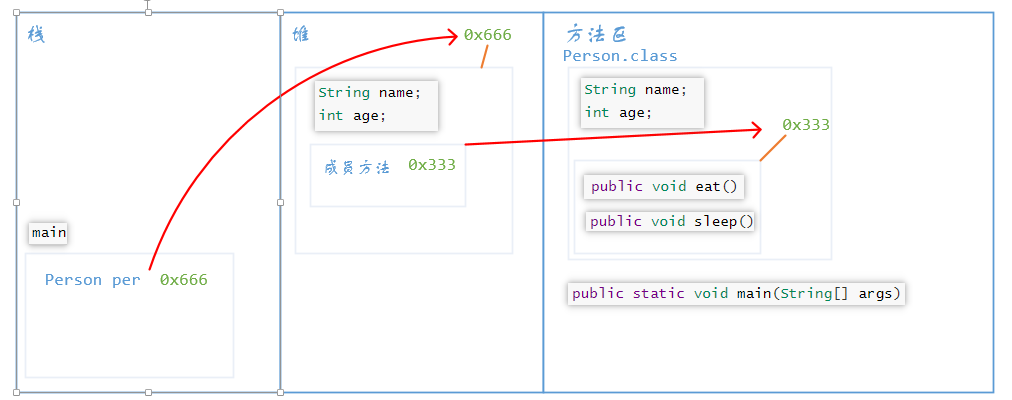 栈
main
Person per 0x666
堆
0x666
String name;
int age;
成员方法 0x333
方法区
Person.class
String name;
int age;
0x333
public void eat()
public void sleep()
public static void main(String[] args)